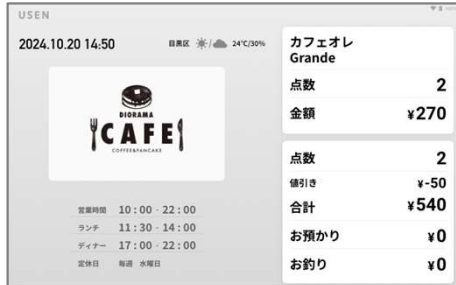 USEN
2024.10.20 14:50
目黒区
24℃/30%
DIORAMA
CAFE
COFFEE&PANCAKE
営業時間 10:00 - 22:00
ランチ 11:30 - 14:00
ディナー 17:00 - 22:00
定休日 毎週 水曜日
カフェオレ
Grande
点数 2
金額 ¥270
点数 2
値引き ¥-50
合計 ¥540
お預かり ¥0
お釣り ¥0